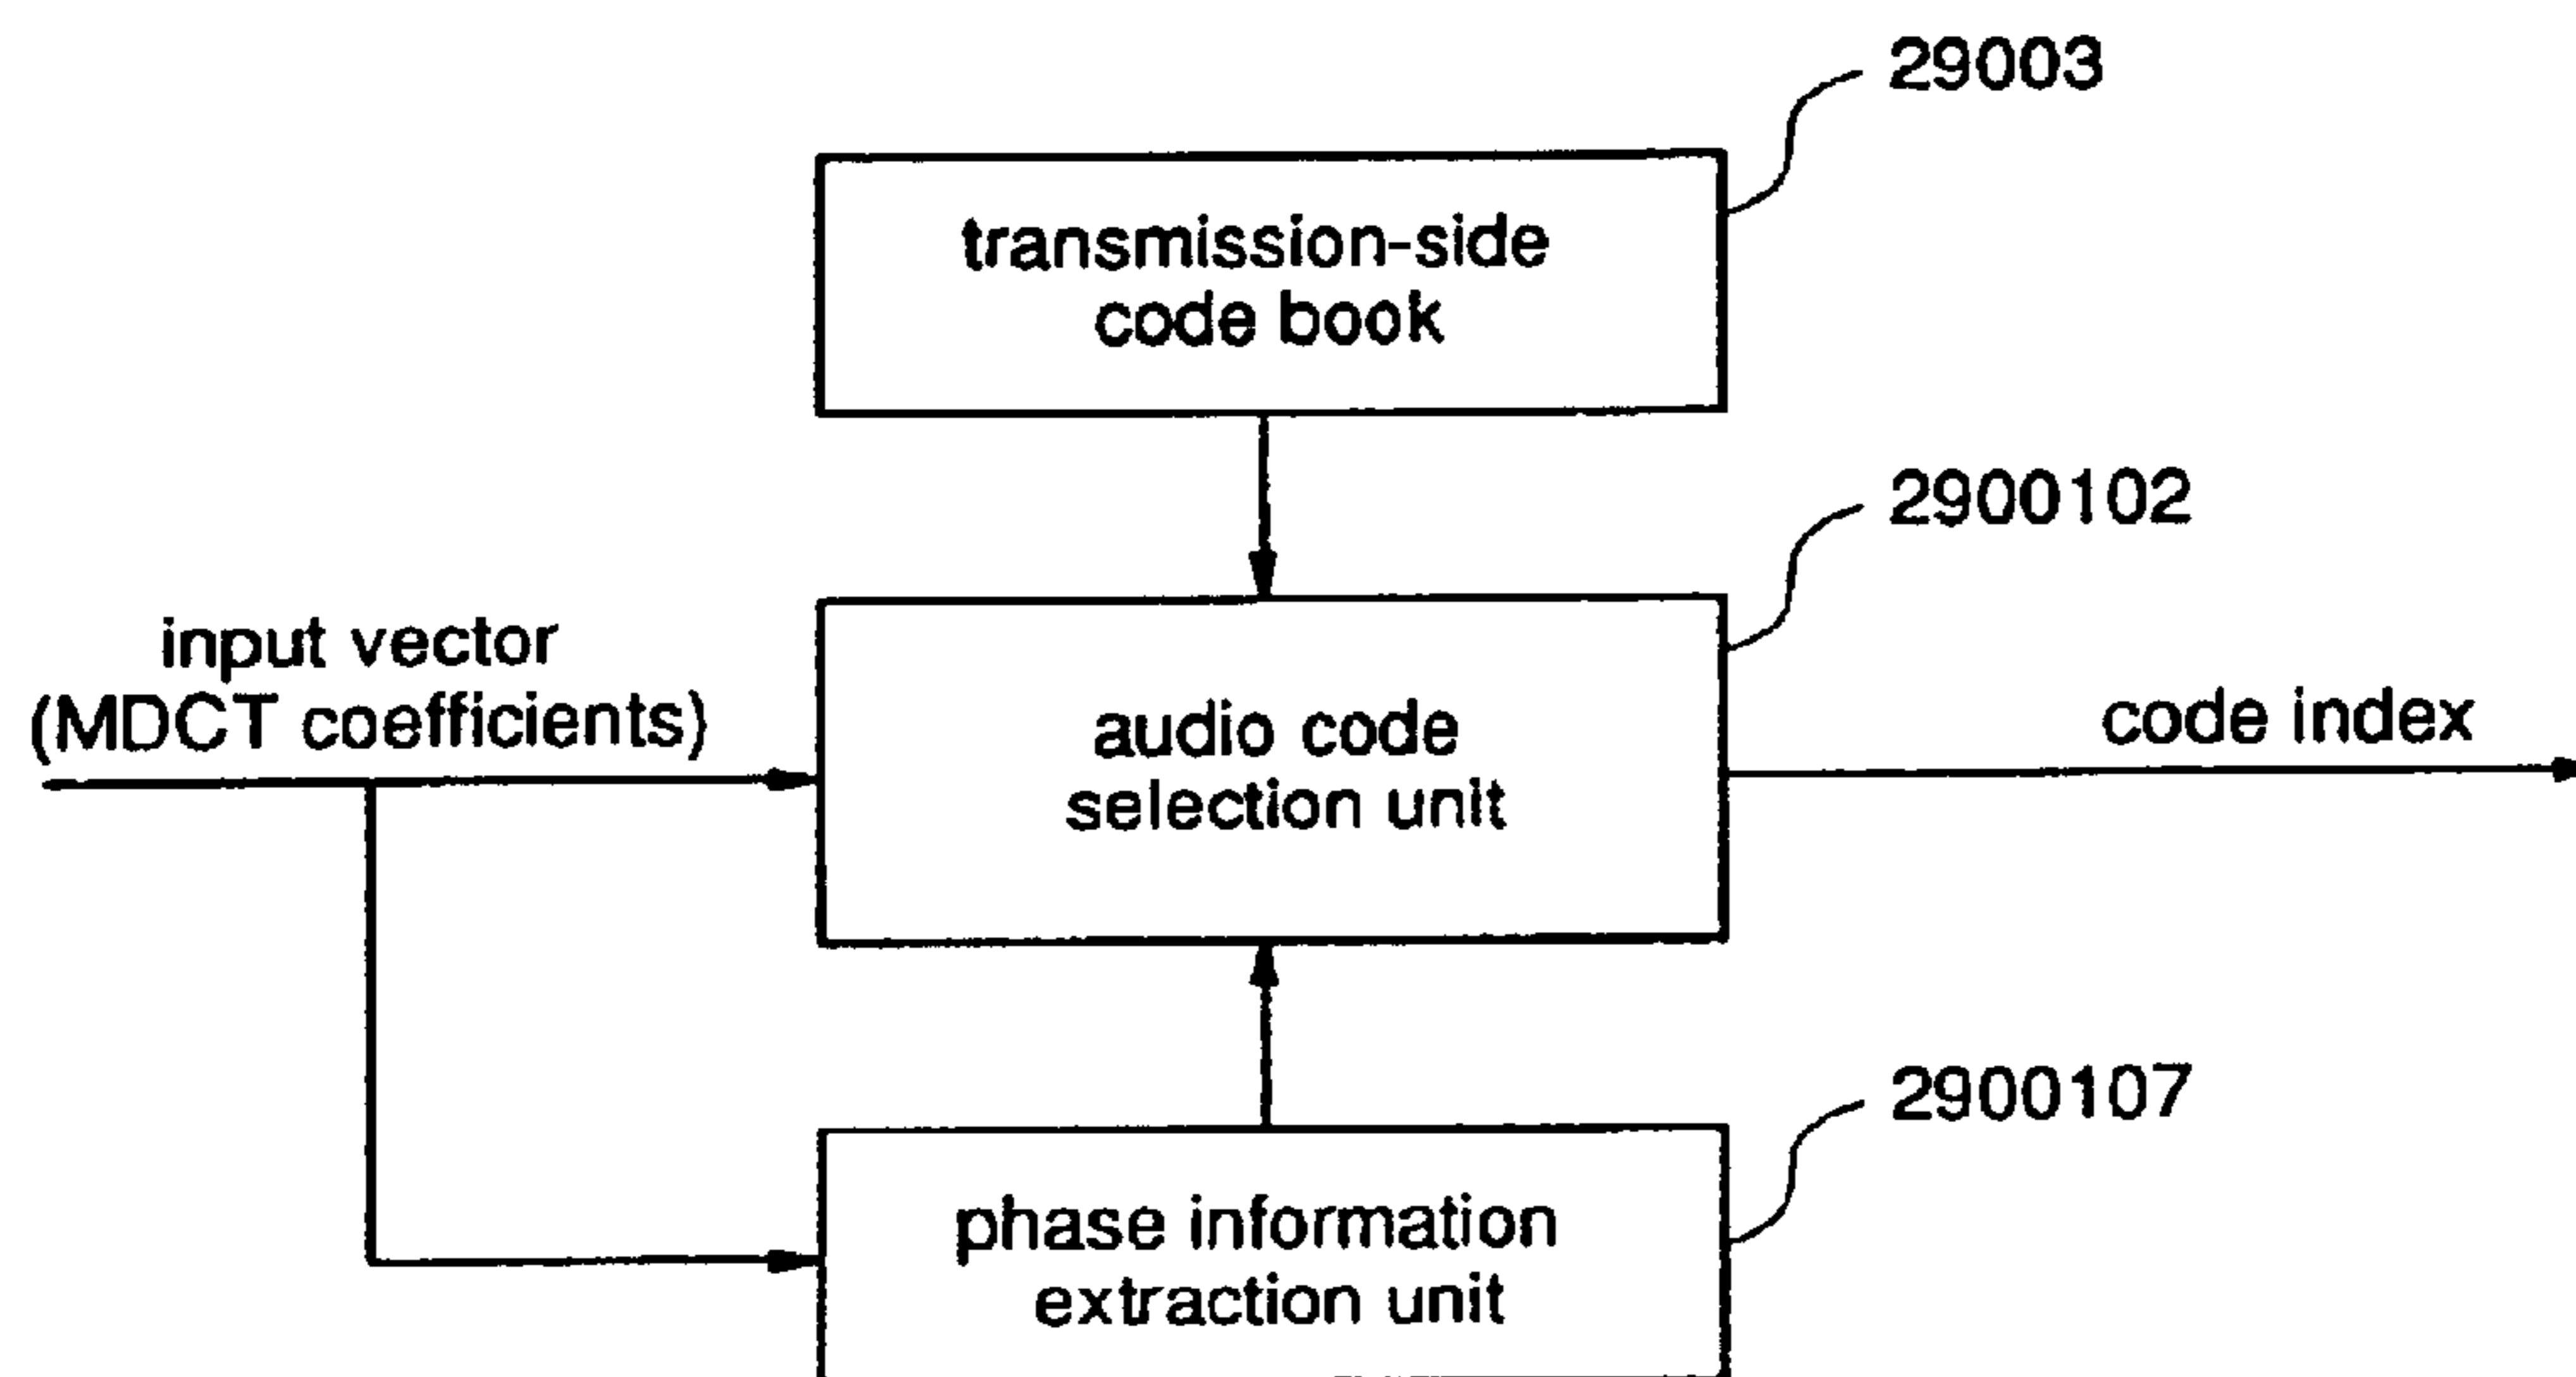 29003
transmission-side
code book
2900102
input vector
(MDCT coefficients)
audio code
selection unit
code index
2900107
phase information
extraction unit